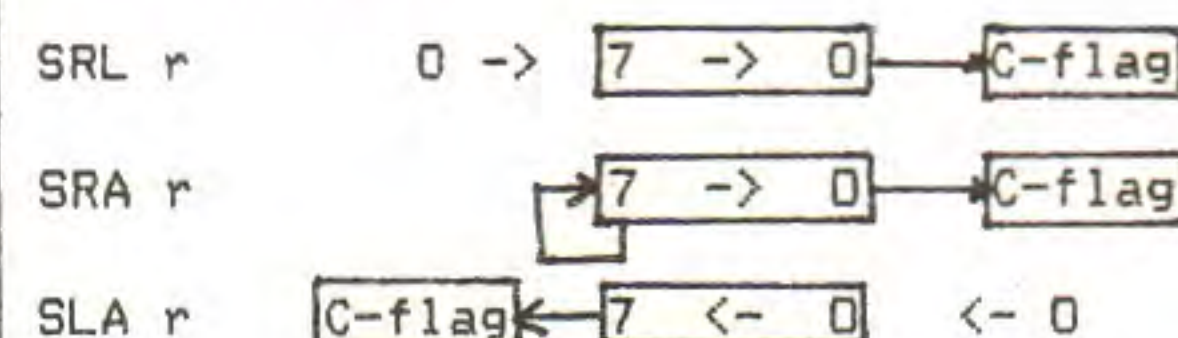 SRL r 0 -> 7 -> 0 C-flag
SRA r 7 -> 0 C-flag
SLA r C-flag 7 <- 0 <- 0